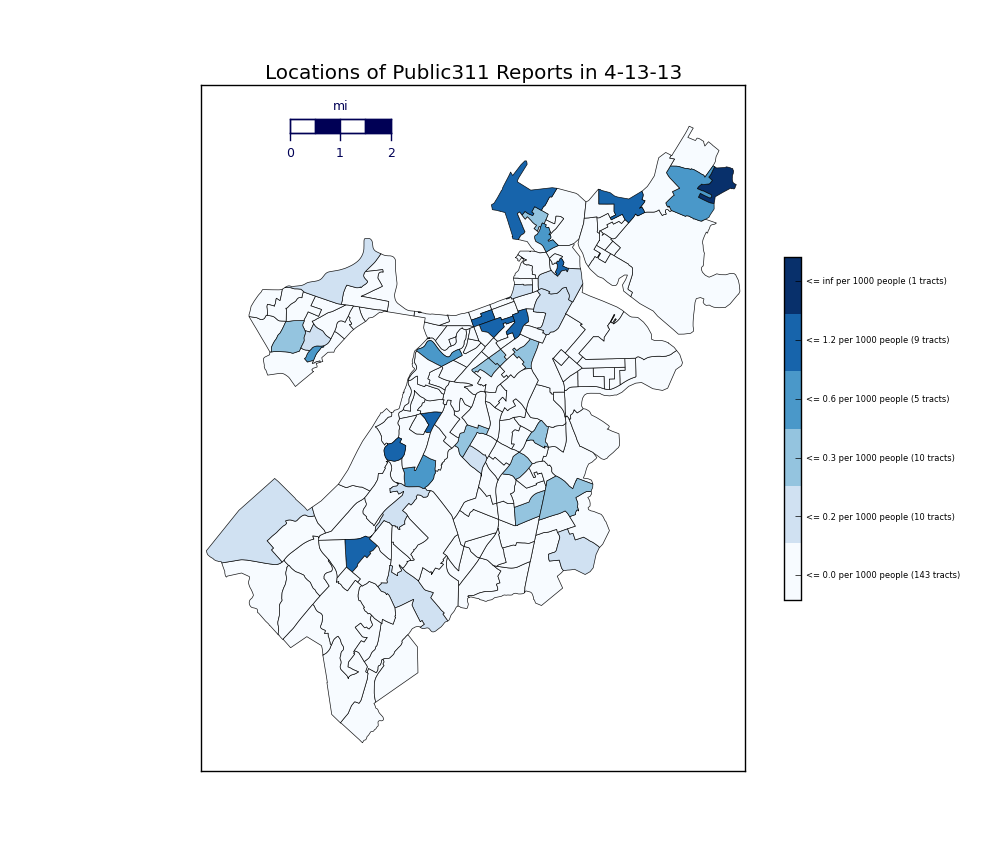 Locations of Public311 Reports in 4-13-13
mi
0 1 2
<= inf per 1000 people (1 tracts)
<= 1.2 per 1000 people (9 tracts)
<= 0.6 per 1000 people (5 tracts)
<= 0.3 per 1000 people (10 tracts)
<= 0.2 per 1000 people (10 tracts)
<= 0.0 per 1000 people (143 tracts)